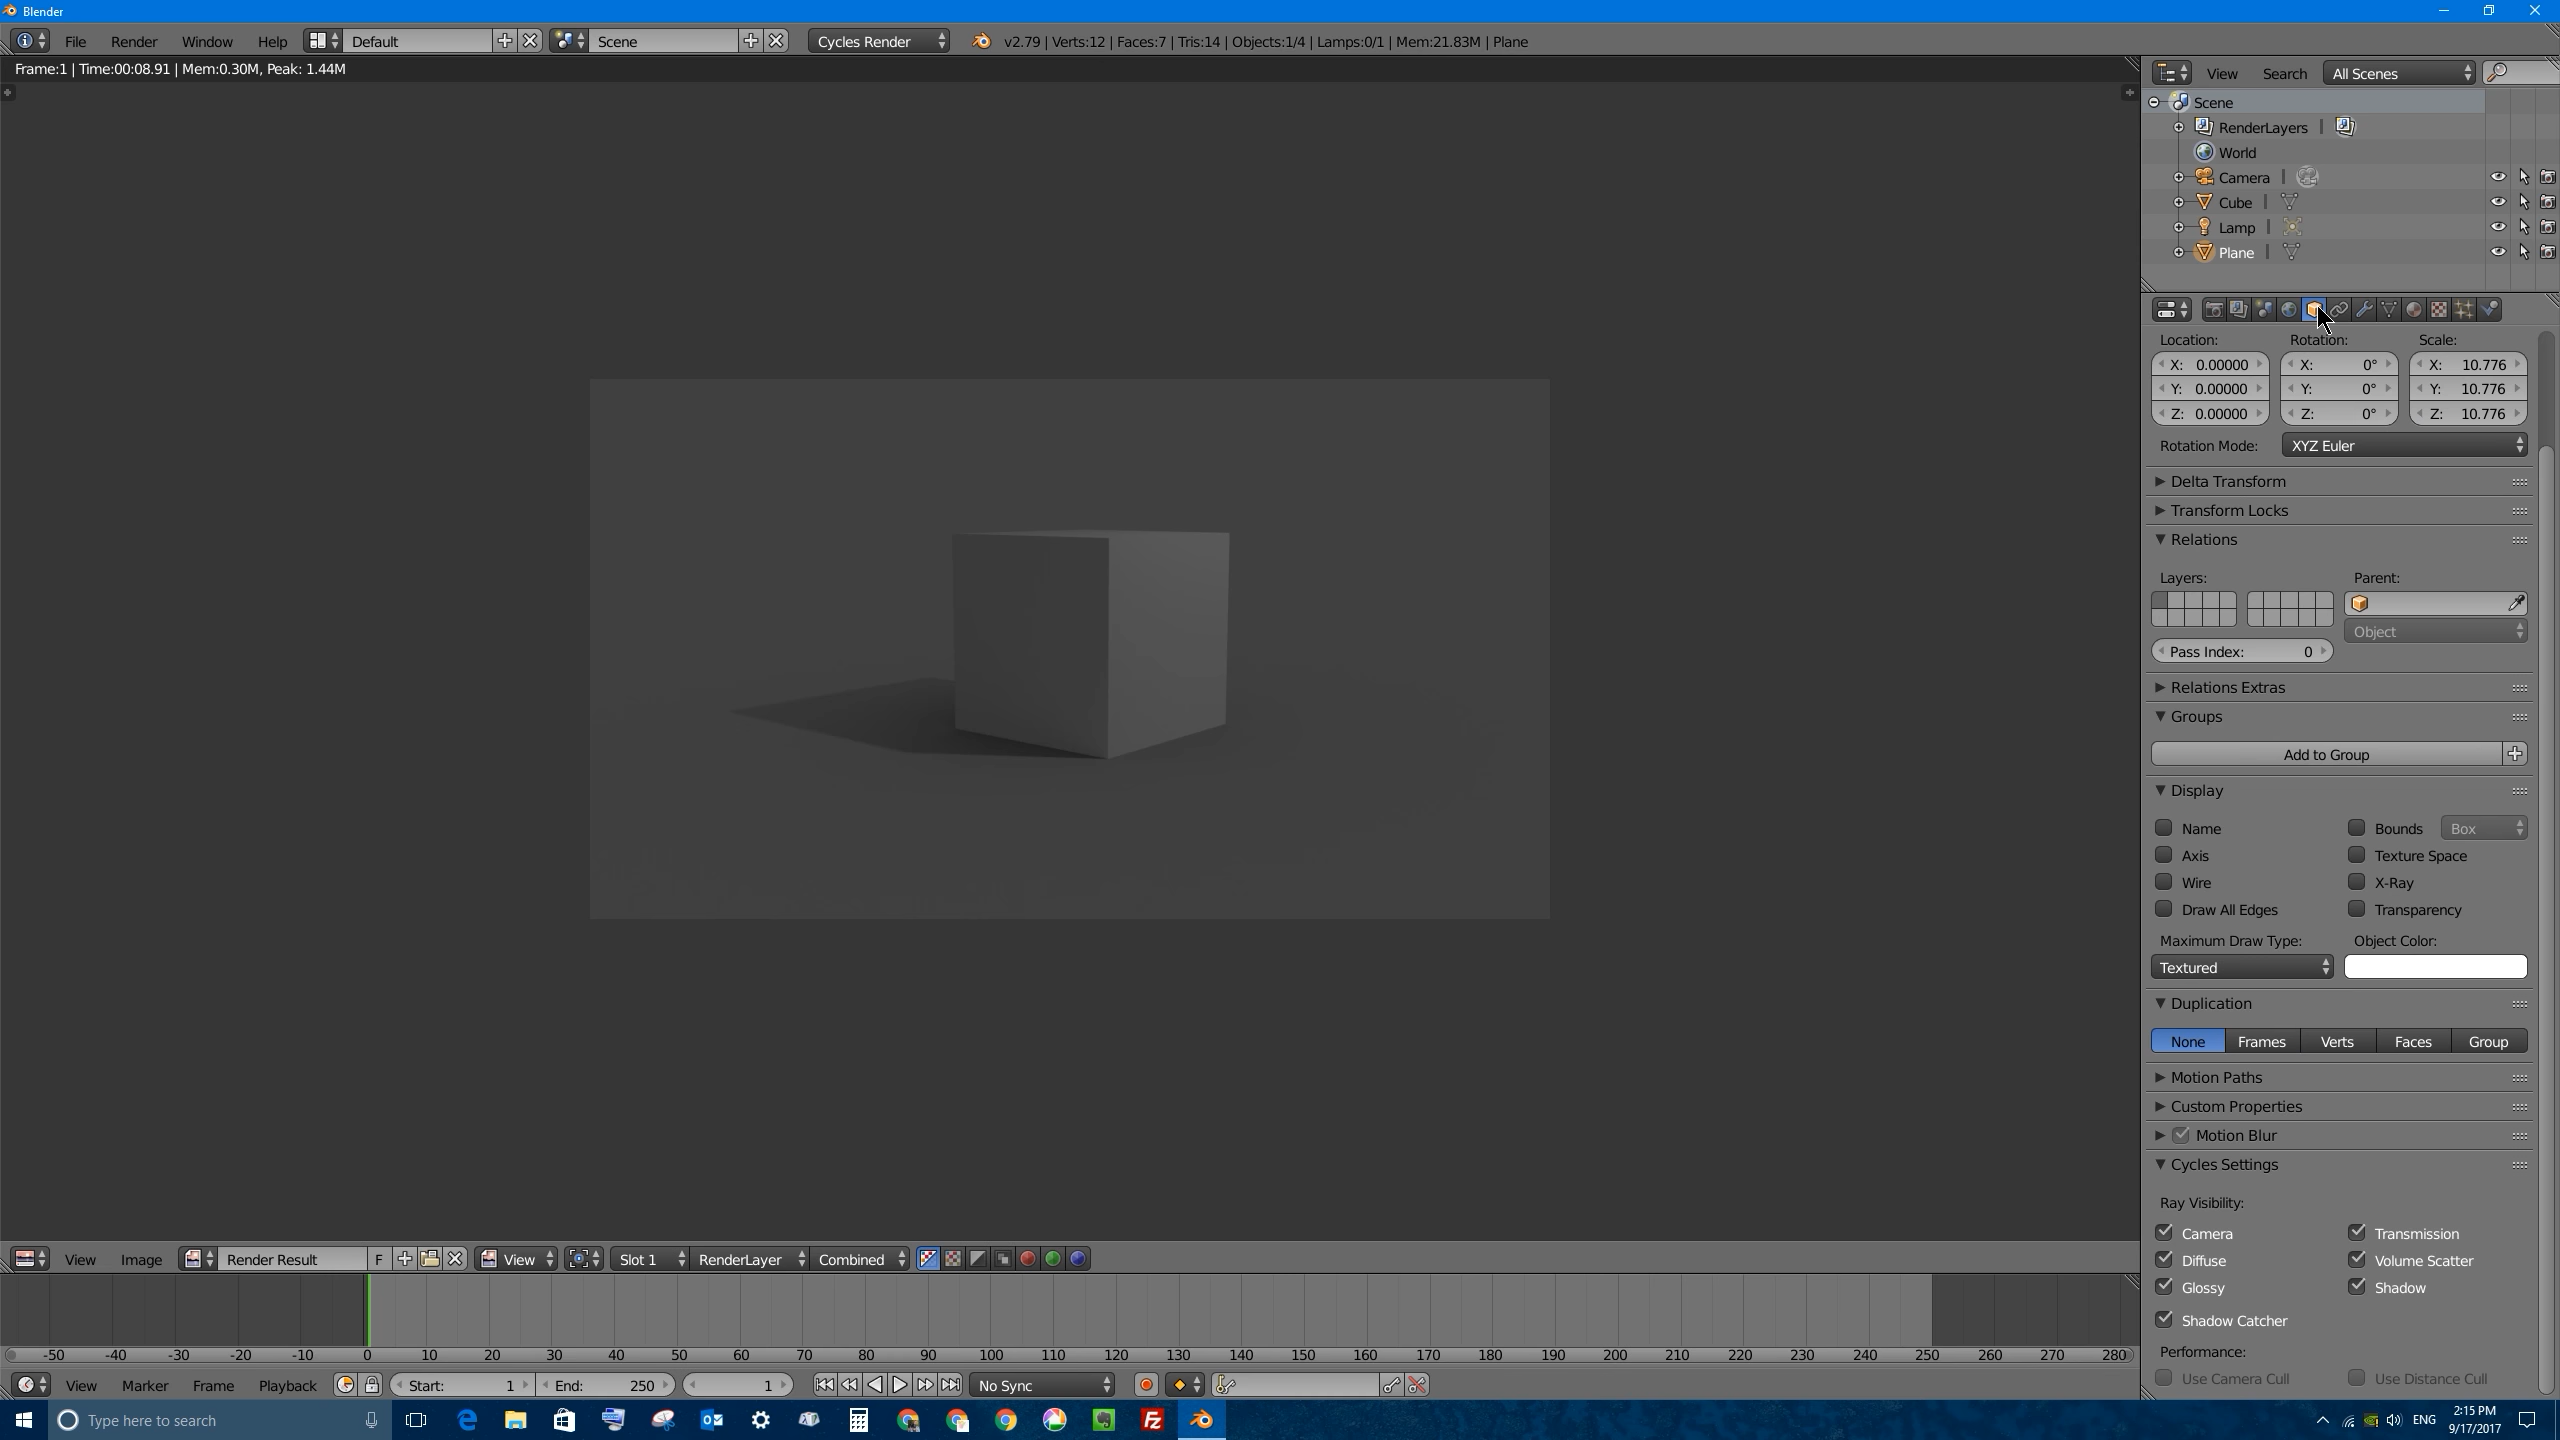 Blender
File Render Window Help Default Scene Cycles Render v2.79 | Verts:12 | Faces:7 | Tris:14 | Objects:1/4 | Lamps:0/1 | Mem:21.83M | Plane
Frame:1 | Time:00:08.91 | Mem:0.30M, Peak: 1.44M
View Search All Scenes
Scene
RenderLayers |
World
Camera |
Cube |
Lamp |
Plane |
Location: Rotation: Scale:
X: 0.00000 X: 0° X: 10.776
Y: 0.00000 Y: 0° Y: 10.776
Z: 0.00000 Z: 0° Z: 10.776
Rotation Mode: XYZ Euler
Delta Transform
Transform Locks
Relations
Layers: Parent:
Object
Pass Index: 0
Relations Extras
Groups
Add to Group
Display
Name Bounds Box
Axis Texture Space
Wire X-Ray
Draw All Edges Transparency
Maximum Draw Type: Object Color:
Textured
Duplication
None Frames Verts Faces Group
Motion Paths
Custom Properties
Motion Blur
Cycles Settings
Ray Visibility:
Camera Transmission
Diffuse Volume Scatter
Glossy Shadow
Shadow Catcher
Performance:
Use Camera Cull Use Distance Cull
View Image Render Result F View Slot 1 RenderLayer Combined
-50 -40 -30 -20 -10 0 10 20 30 40 50 60 70 80 90 100 110 120 130 140 150 160 170 180 190 200 210 220 230 240 250 260 270 280
View Marker Frame Playback Start: 1 End: 250 1 No Sync
Type here to search
ENG 2:15 PM
9/17/2017